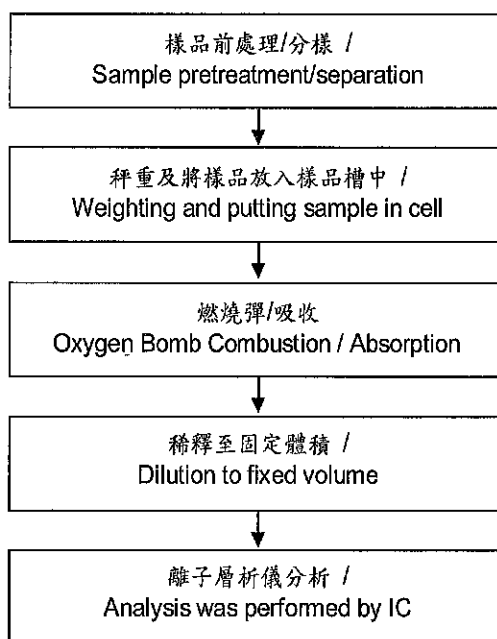 樣品前處理/分樣 /
Sample pretreatment/separation
秤重及將樣品放入樣品槽中 /
Weighting and putting sample in cell
燃燒彈/吸收
Oxygen Bomb Combustion / Absorption
稀釋至固定體積 /
Dilution to fixed volume
離子層析儀分析 /
Analysis was performed by IC